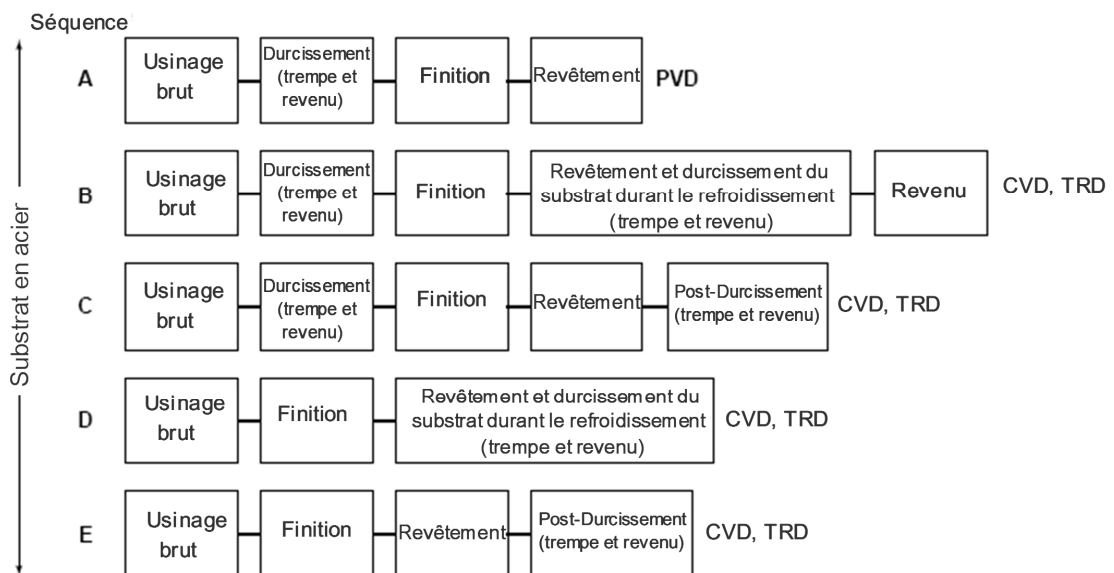 Séquence
Substrat en acier
A
Usinage
brut
Durcissement
(trempe et
revenu)
Finition
Revêtement
PVD
B
Usinage
brut
Durcissement
(trempe et
revenu)
Finition
Revêtement et durcissement du
substrat durant le refroidissement
(trempe et revenu)
Revenu
CVD, TRD
C
Usinage
brut
Durcissement
(trempe et
revenu)
Finition
Revêtement
Post-Durcissement
(trempe et revenu)
CVD, TRD
D
Usinage
brut
Finition
Revêtement et durcissement du
substrat durant le refroidissement
(trempe et revenu)
CVD, TRD
E
Usinage
brut
Finition
Revêtement
Post-Durcissement
(trempe et revenu)
CVD, TRD